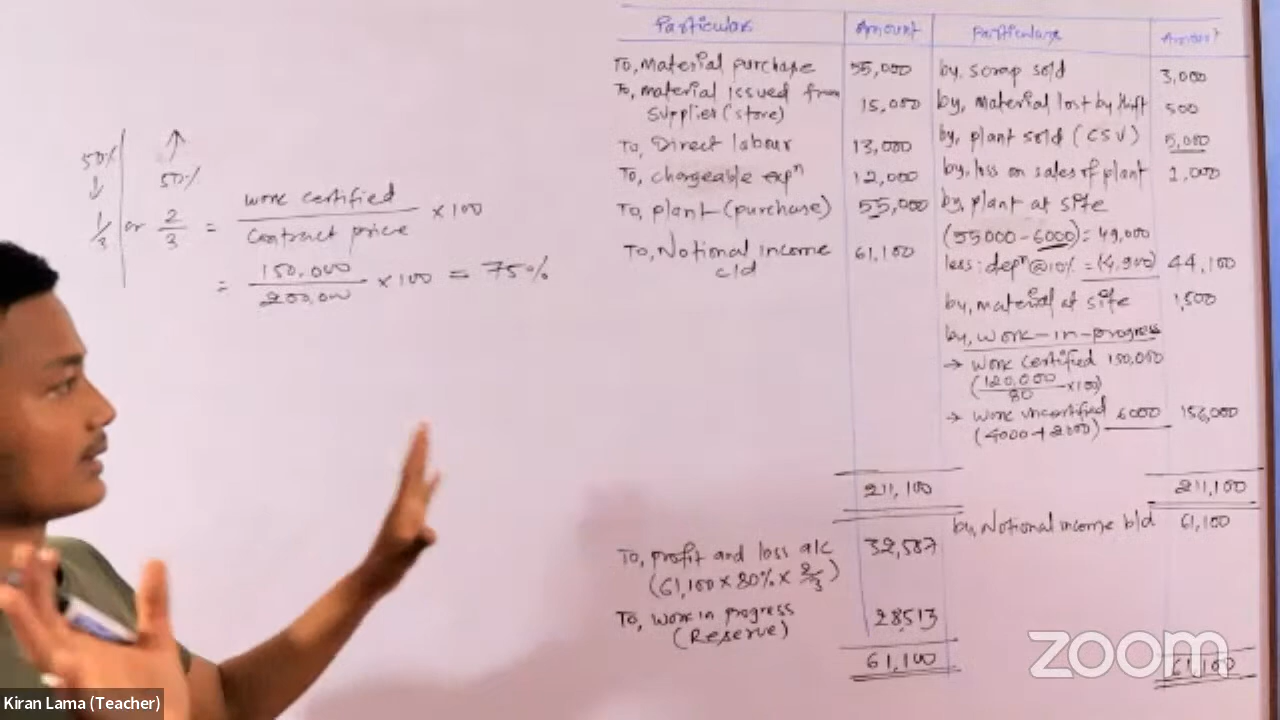 50%
↓
1/3 or 2/3 = work certified / contract price × 100
↑
50%
= 150,000 / 200,000 × 100 = 75%
Particulars Amount Particulars Amount
To, Material purchase 55,000 by, scrap sold 3,000
To, material issued from by, Material lost by thift 500
supplier (store) 15,000
To, Direct labour 13,000 by, plant sold (CSV) 5,000
To, chargeable expⁿ 12,000 by, loss on sales of plant 1,000
To, plant (purchase) 55,000 by, plant at site
(55000 - 6000) = 49,000
To, Notional income 61,100
c/d
less: depⁿ @10% = (4,900) 44,100
by, material at site 1,500
by, work-in-progress
→ work certified 150,000
(120,000/80 ×100)
→ work uncertified 6000 156,000
(4000 + 2000)
211,100 211,100
by, Notional income b/d 61,100
To, profit and loss a/c 32,587
(61,100 × 80% × 2/3)
To, work in progress 28,513
(Reserve)
61,100 61,100
zoom
Kiran Lama (Teacher)